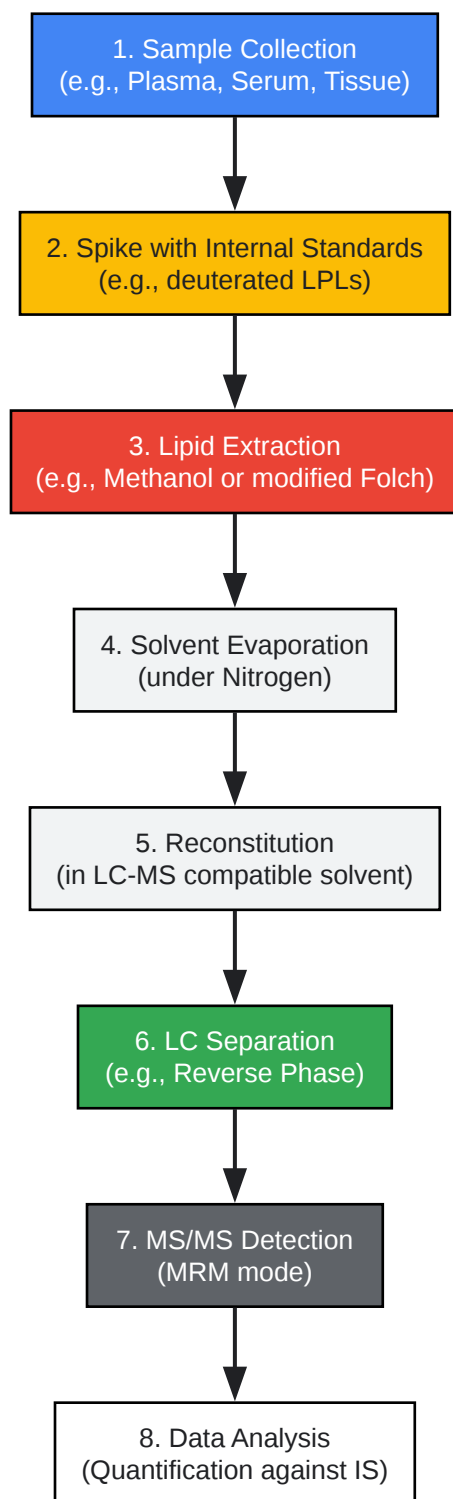 1. Sample Collection
(e.g., Plasma, Serum, Tissue)
2. Spike with Internal Standards
(e.g., deuterated LPLs)
3. Lipid Extraction
(e.g., Methanol or modified Folch)
4. Solvent Evaporation
(under Nitrogen)
5. Reconstitution
(in LC-MS compatible solvent)
6. LC Separation
(e.g., Reverse Phase)
7. MS/MS Detection
(MRM mode)
8. Data Analysis
(Quantification against IS)